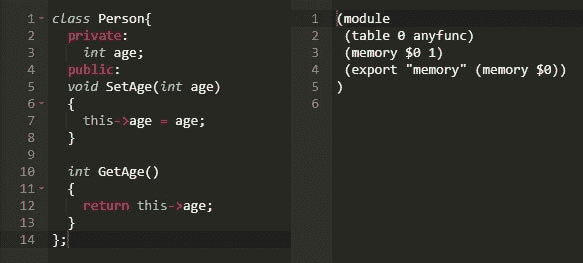 1 class Person{
2   private:
3     int age;
4   public:
5   void SetAge(int age)
6   {
7     this->age = age;
8   }
9
10   int GetAge()
11   {
12     return this->age;
13   }
14 };
1 (module
2  (table 0 anyfunc)
3  (memory $0 1)
4  (export "memory" (memory $0))
5 )
6